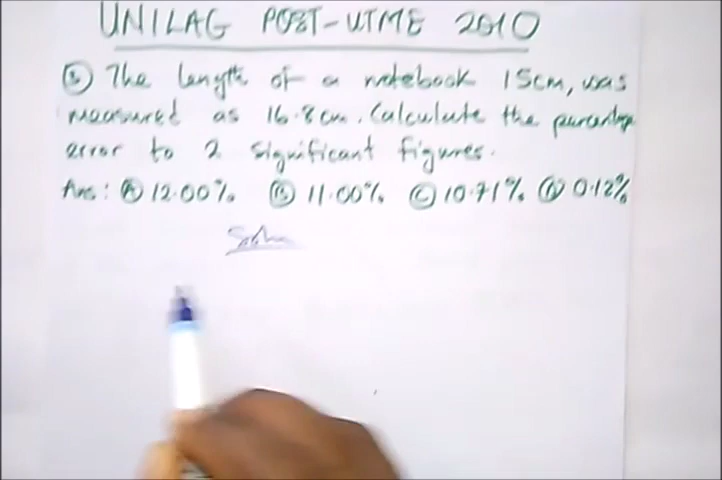 UNILAG POST-UTME 2010
③ The length of a notebook 15cm, was
measured as 16.8cm. Calculate the percentage
error to 2 significant figures.
Ans: Ⓐ 12.00% Ⓑ 11.00% Ⓒ 10.71% Ⓓ 0.12%
Soln